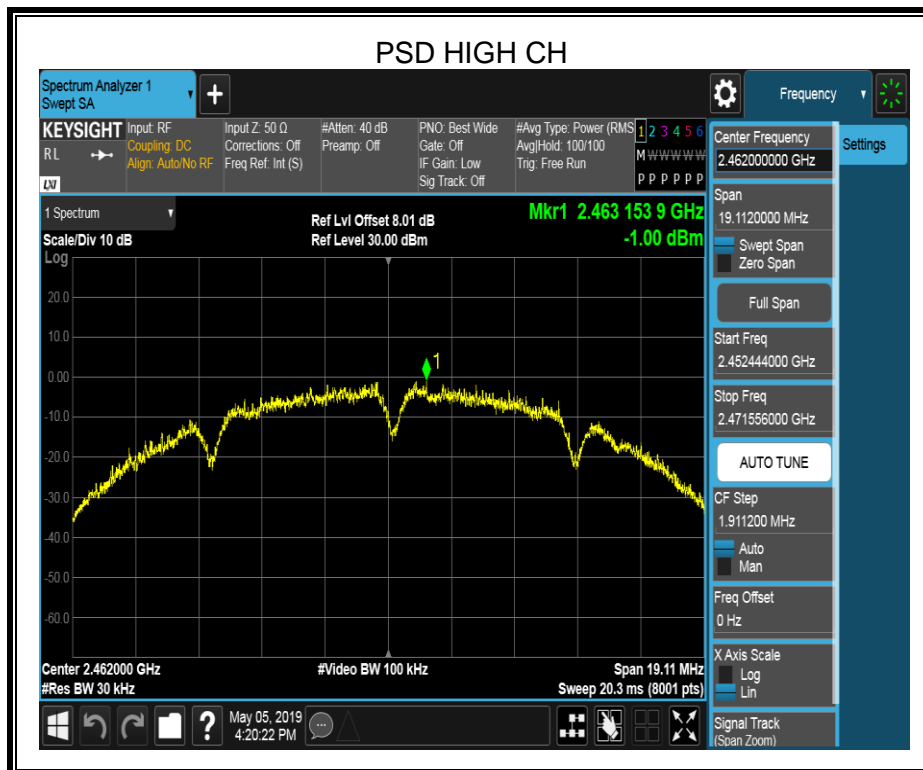 PSD HIGH CH
Spectrum Analyzer 1
Swept SA
Frequency
KEYSIGHT
RL
LXI
Input: RF
Coupling: DC
Align: Auto/No RF
Input Z: 50 Ω
Corrections: Off
Freq Ref: Int (S)
#Atten: 40 dB
Preamp: Off
PNO: Best Wide
Gate: Off
IF Gain: Low
Sig Track: Off
#Avg Type: Power (RMS
Avg|Hold: 100/100
Trig: Free Run
1 2 3 4 5 6
M W W W W W
P P P P P P
Center Frequency
2.462000000 GHz
Settings
1 Spectrum
Scale/Div 10 dB
Ref Lvl Offset 8.01 dB
Ref Level 30.00 dBm
Mkr1 2.463 153 9 GHz
-1.00 dBm
Span
19.1120000 MHz
Swept Span
Zero Span
Full Span
Start Freq
2.452444000 GHz
Stop Freq
2.471556000 GHz
AUTO TUNE
CF Step
1.911200 MHz
Auto
Man
Freq Offset
0 Hz
X Axis Scale
Log
Lin
Signal Track
(Span Zoom)
Log
20.0
10.0
0.00
-10.0
-20.0
-30.0
-40.0
-50.0
-60.0
1
Center 2.462000 GHz
#Res BW 30 kHz
#Video BW 100 kHz
Span 19.11 MHz
Sweep 20.3 ms (8001 pts)
?
May 05, 2019
4:20:22 PM